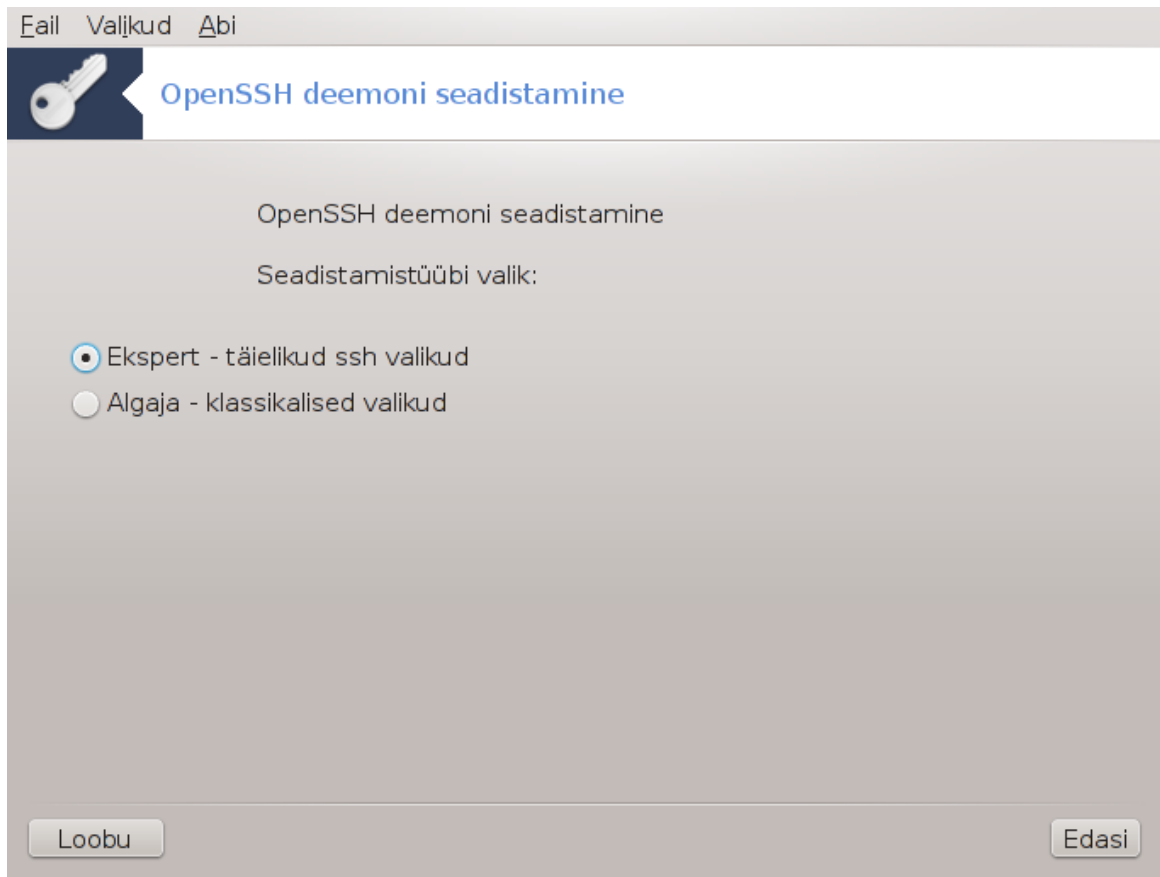 Fail Valikud Abi
OpenSSH deemoni seadistamine
OpenSSH deemoni seadistamine
Seadistamistüübi valik:
Ekspert - täielikud ssh valikud
Algaja - klassikalised valikud
Loobu Edasi